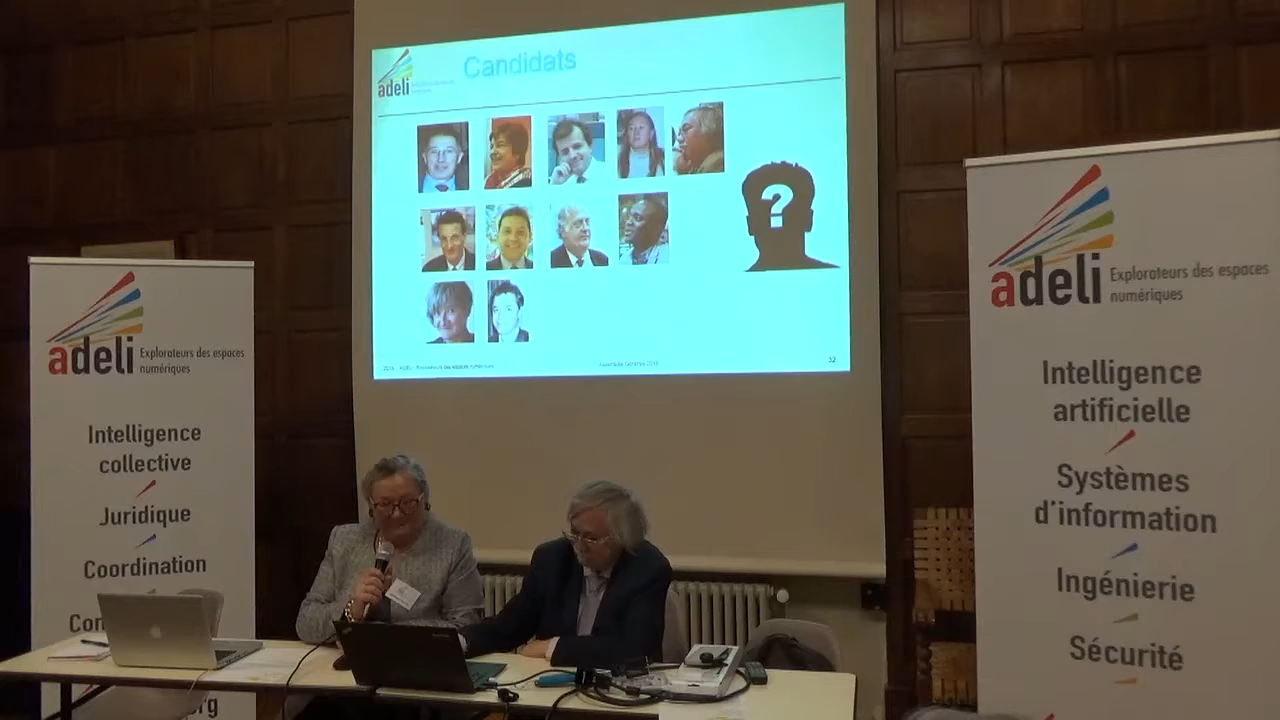 adeli
Candidats
?
32
adeli
Explorateurs des espaces
numériques
Intelligence
collective
Juridique
Coordination
adeli
Explorateurs des espaces
numériques
Intelligence
artificielle
Systèmes
d'information
Ingénierie
Sécurité